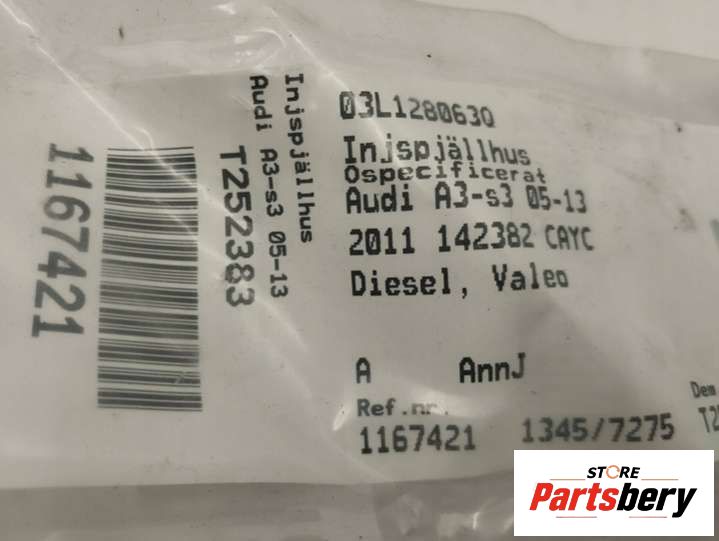 03L128063Q
Injspjällhus
Ospecificerat
Audi A3-s3 05-13
2011 142382 CAYC
Diesel, Valeo
A AnnJ
Ref.nr.
1167421 1345/7275
Dem
Injspjällhus
Audi A3-s3 05-13
T252383
1167421
STORE
Partsbery